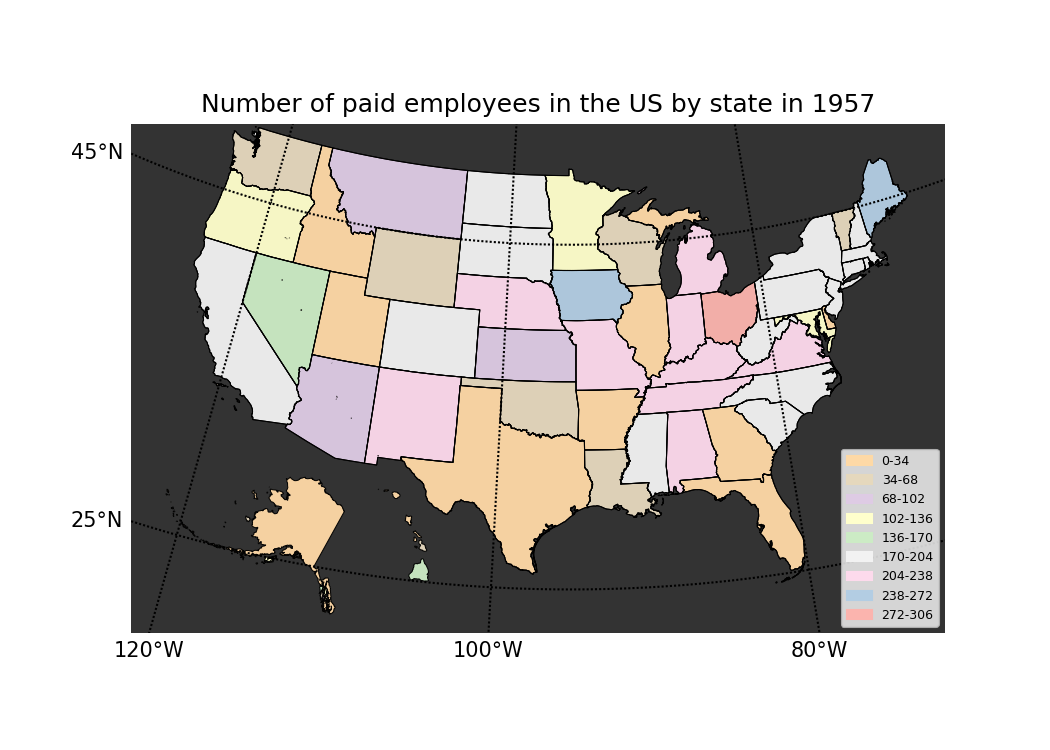 Number of paid employees in the US by state in 1957
45°N
25°N
120°W
100°W
80°W
0-34
34-68
68-102
102-136
136-170
170-204
204-238
238-272
272-306